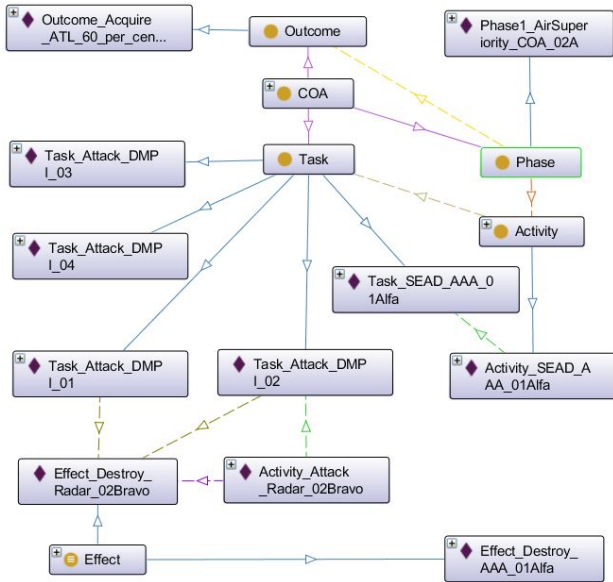 Outcome_Acquire
_ATL_60_per_cen...
Outcome
Phase1_AirSuper
iority_COA_02A
COA
Task_Attack_DMP
I_03
Task
Phase
Task_Attack_DMP
I_04
Activity
Task_SEAD_AAA_0
1Alfa
Task_Attack_DMP
I_01
Task_Attack_DMP
I_02
Activity_SEAD_A
AA_01Alfa
Effect_Destroy_
Radar_02Bravo
Activity_Attack
_Radar_02Bravo
Effect
Effect_Destroy_
AAA_01Alfa